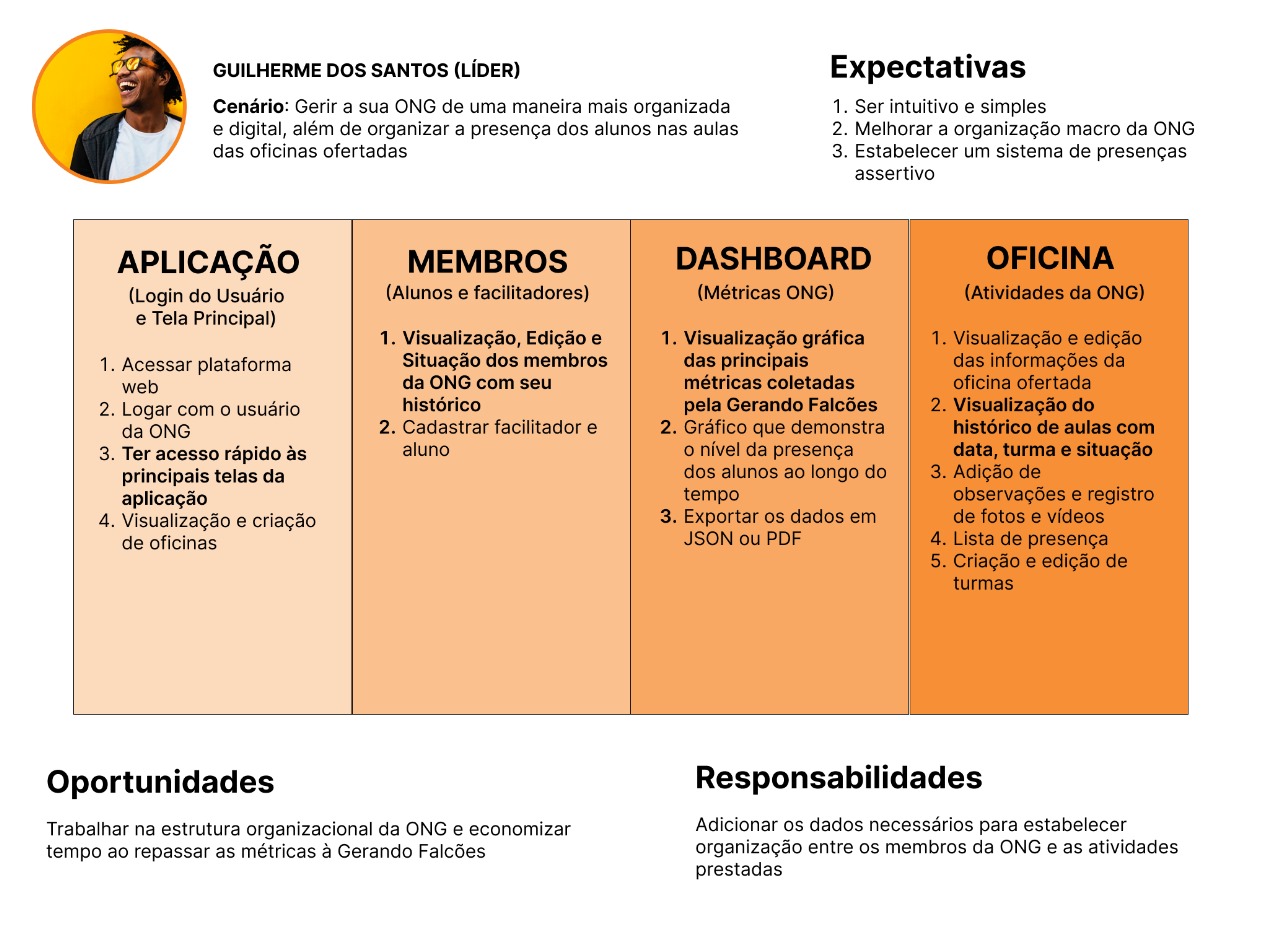 GUILHERME DOS SANTOS (LÍDER)
Cenário: Gerir a sua ONG de uma maneira mais organizada
e digital, além de organizar a presença dos alunos nas aulas
das oficinas ofertadas
Expectativas
1. Ser intuitivo e simples
2. Melhorar a organização macro da ONG
3. Estabelecer um sistema de presenças
assertivo
APLICAÇÃO
(Login do Usuário
e Tela Principal)
1. Acessar plataforma
web
2. Logar com o usuário
da ONG
3. Ter acesso rápido às
principais telas da
aplicação
4. Visualização e criação
de oficinas
MEMBROS
(Alunos e facilitadores)
1. Visualização, Edição e
Situação dos membros
da ONG com seu
histórico
2. Cadastrar facilitador e
aluno
DASHBOARD
(Métricas ONG)
1. Visualização gráfica
das principais
métricas coletadas
pela Gerando Falcões
2. Gráfico que demonstra
o nível da presença
dos alunos ao longo do
tempo
3. Exportar os dados em
JSON ou PDF
OFICINA
(Atividades da ONG)
1. Visualização e edição
das informações da
oficina ofertada
2. Visualização do
histórico de aulas com
data, turma e situação
3. Adição de
observações e registro
de fotos e vídeos
4. Lista de presença
5. Criação e edição de
turmas
Oportunidades
Trabalhar na estrutura organizacional da ONG e economizar
tempo ao repassar as métricas à Gerando Falcões
Responsabilidades
Adicionar os dados necessários para estabelecer
organização entre os membros da ONG e as atividades
prestadas